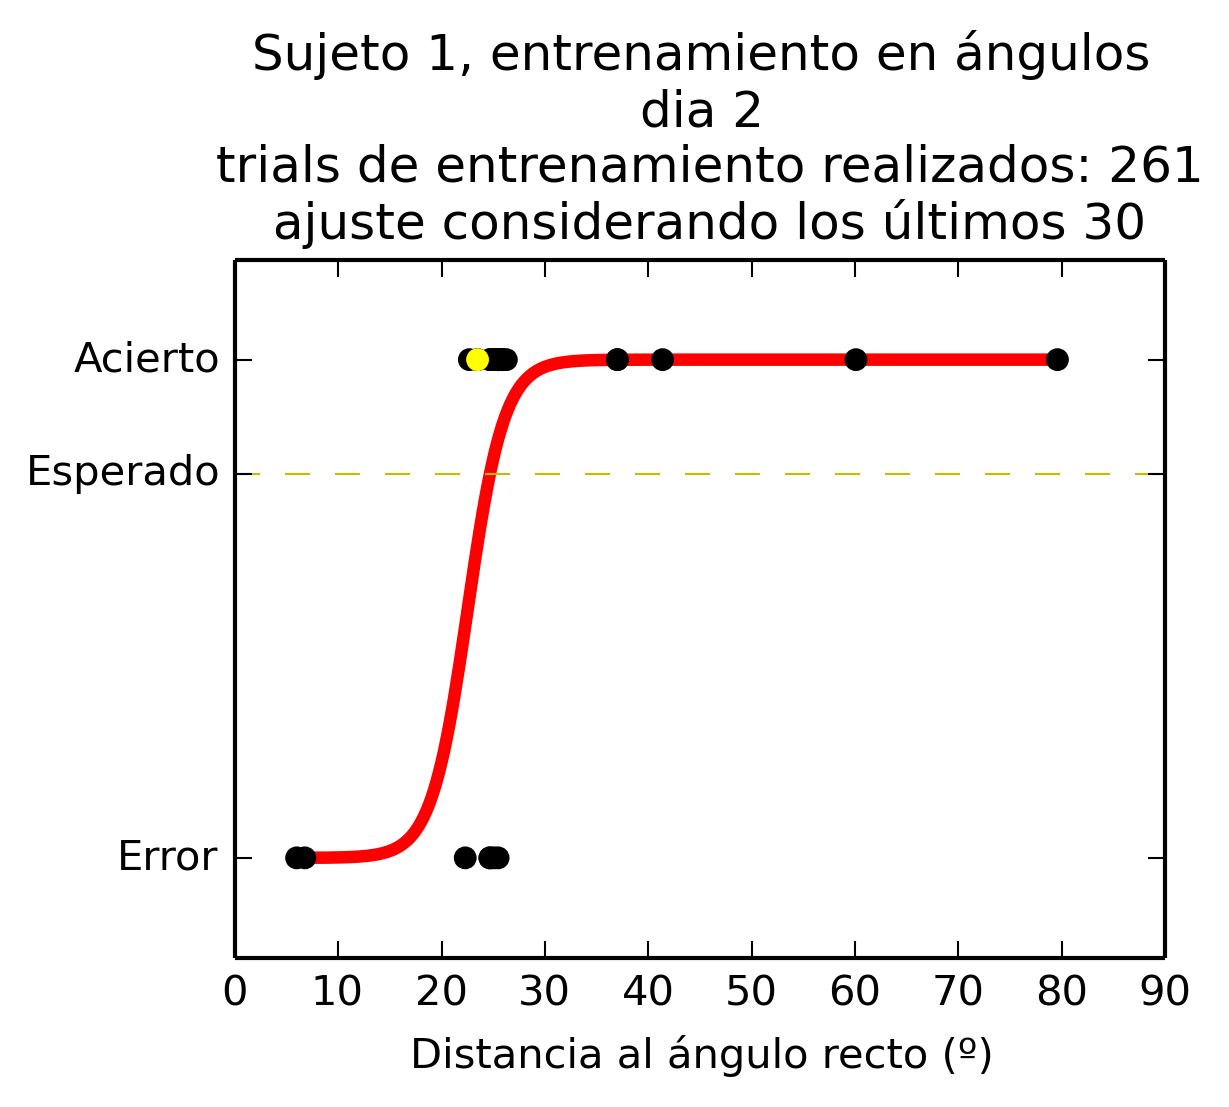 Sujeto 1, entrenamiento en ángulos
dia 2
trials de entrenamiento realizados: 261
ajuste considerando los últimos 30
Acierto
Esperado
Error
0 10 20 30 40 50 60 70 80 90
Distancia al ángulo recto (º)